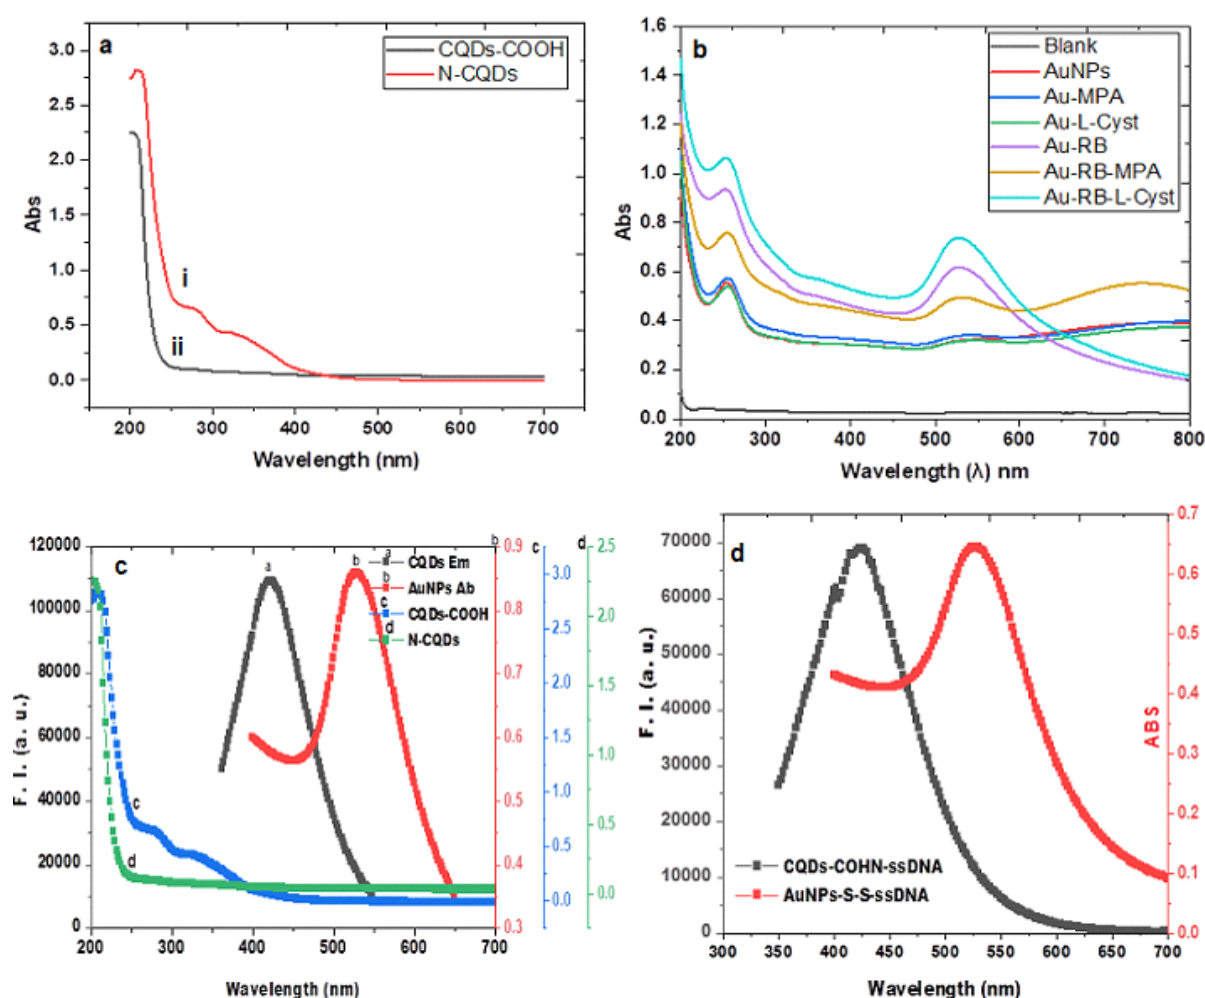 a
CQDs-COOH
N-CQDs
3.0
2.5
2.0
1.5
1.0
0.5
0.0
Abs
i
ii
200 300 400 500 600 700
Wavelength (nm)
b
Blank
AuNPs
Au-MPA
Au-L-Cyst
Au-RB
Au-RB-MPA
Au-RB-L-Cyst
1.6
1.4
1.2
1.0
0.8
0.6
0.4
0.2
0.0
Abs
200 300 400 500 600 700 800
Wavelength (λ) nm
c
a CQDs Em
b AuNPs Ab
c CQDs-COOH
d N-CQDs
120000
100000
80000
60000
40000
20000
0
F. I. (a. u.)
a
b
c
d
200 300 400 500 600 700
Wavelength (nm)
b
0.9
0.8
0.7
0.6
0.5
0.4
0.3
c
3.0
2.5
2.0
1.5
1.0
0.5
0.0
d
2.5
2.0
1.5
1.0
0.5
0.0
d
70000
60000
50000
40000
30000
20000
10000
0
F. I. (a. u.)
CQDs-COHN-ssDNA
AuNPs-S-S-ssDNA
300 350 400 450 500 550 600 650 700
Wavelength (nm)
0.7
0.6
0.5
0.4
0.3
0.2
0.1
0.0
ABS